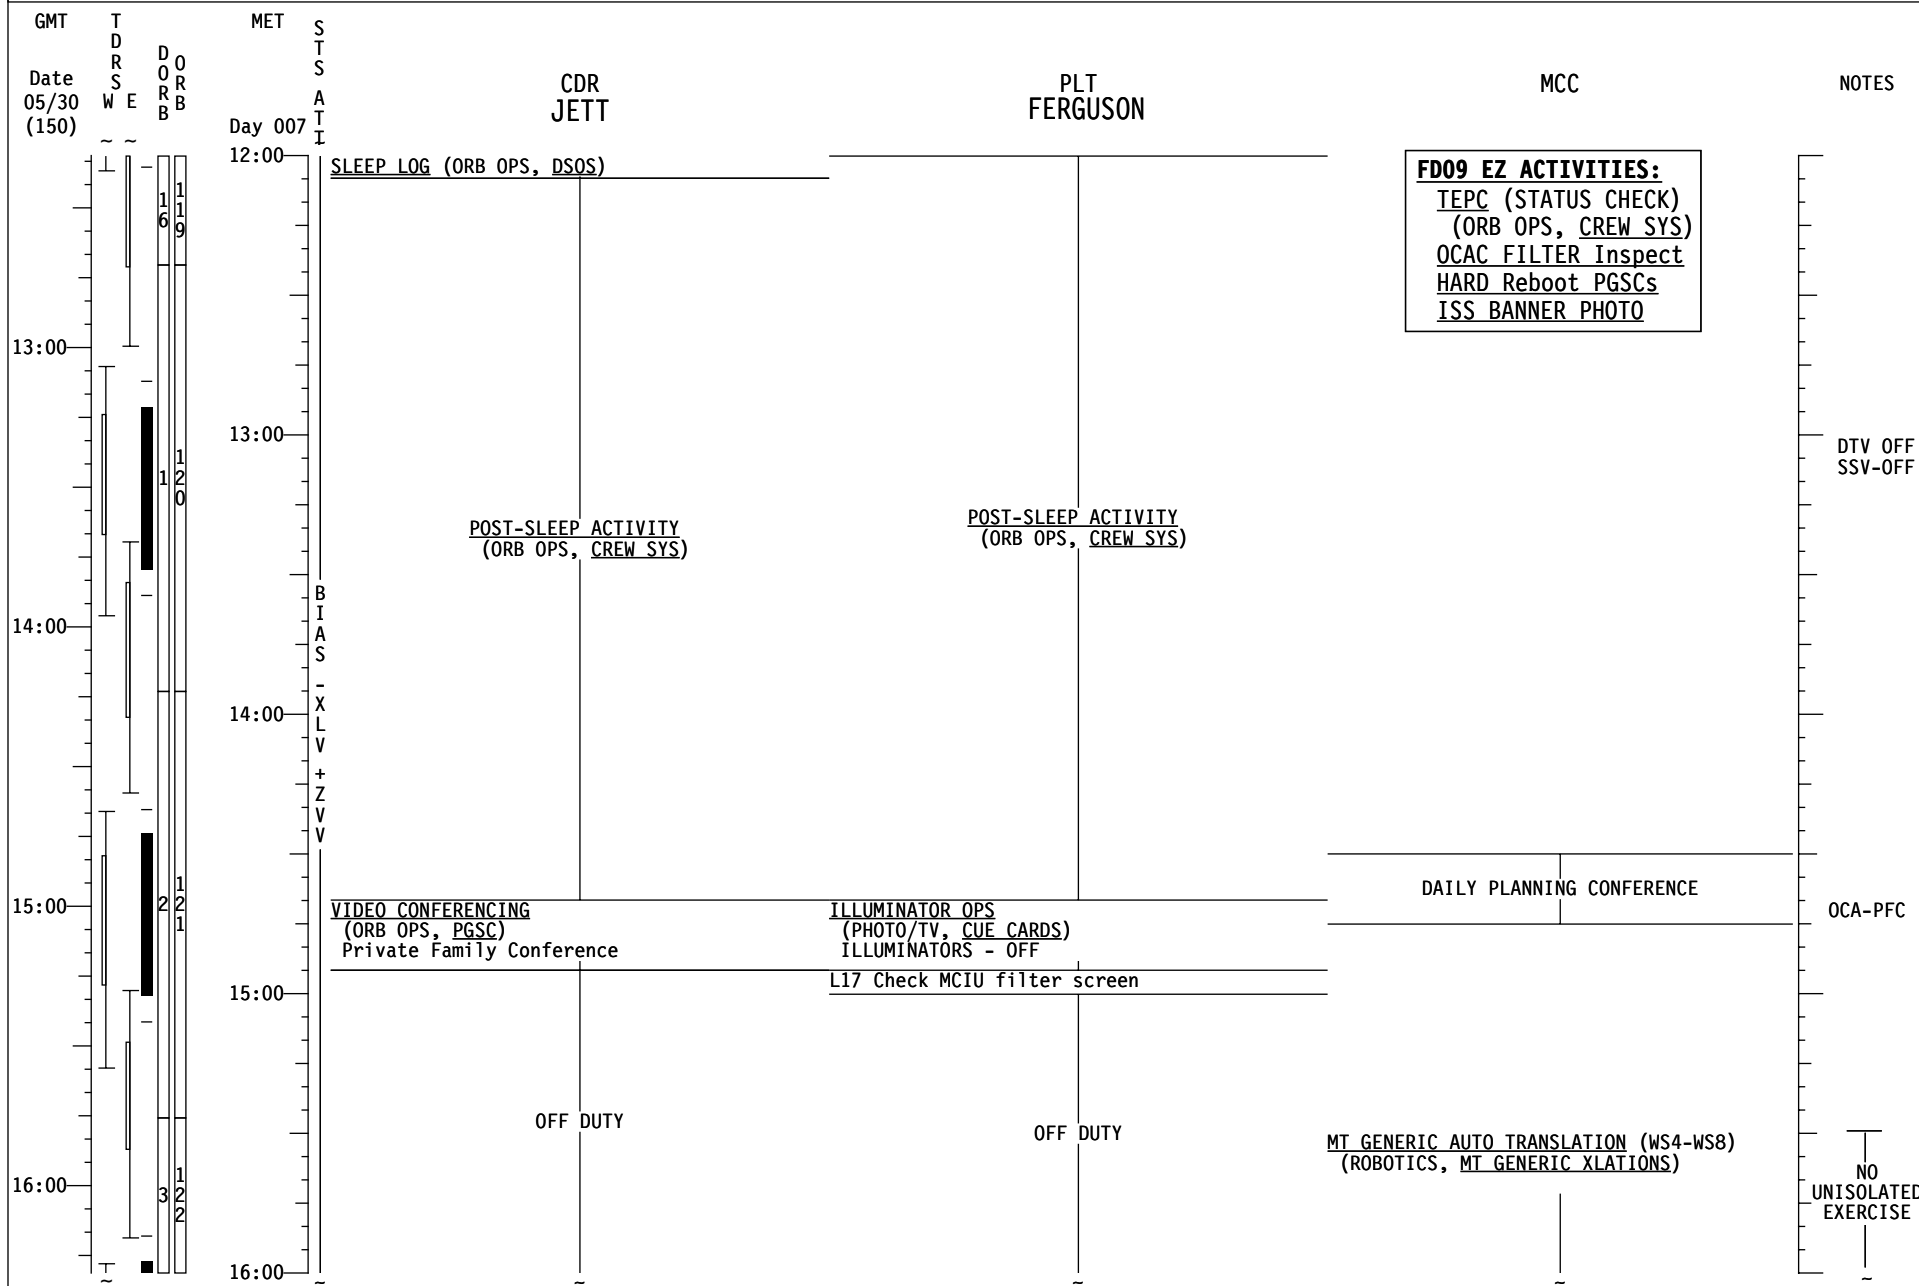 GMT
TDRS
W E
DORB
ORB
MET
STS ATT
Date
05/30
(150)
Day 007
CDR
JETT
PLT
FERGUSON
MCC
NOTES
~ ~
12:00
SLEEP LOG (ORB OPS, DSOS)
FD09 EZ ACTIVITIES:
TEPC (STATUS CHECK)
(ORB OPS, CREW SYS)
OCAC FILTER Inspect
HARD Reboot PGSCs
ISS BANNER PHOTO
16
119
13:00
13:00
DTV OFF
SSV-OFF
1
120
POST-SLEEP ACTIVITY
(ORB OPS, CREW SYS)
POST-SLEEP ACTIVITY
(ORB OPS, CREW SYS)
BIAS -XLV +ZVV
14:00
14:00
DAILY PLANNING CONFERENCE
2
121
15:00
VIDEO CONFERENCING
(ORB OPS, PGSC)
Private Family Conference
ILLUMINATOR OPS
(PHOTO/TV, CUE CARDS)
ILLUMINATORS - OFF
OCA-PFC
L17 Check MCIU filter screen
15:00
OFF DUTY
OFF DUTY
MT GENERIC AUTO TRANSLATION (WS4-WS8)
(ROBOTICS, MT GENERIC XLATIONS)
NO
UNISOLATED
EXERCISE
3
122
16:00
16:00
~ ~ ~ ~ ~ ~